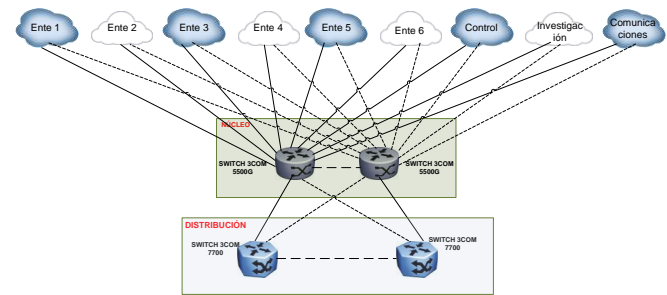 Ente 1
Ente 2
Ente 3
Ente 4
Ente 5
Ente 6
Control
Investigac
ión
Comunica
ciones
NÚCLEO
SWITCH 3COM
5500G
SWITCH 3COM
5500G
DISTRIBUCIÓN
SWITCH 3COM
7700
SWITCH 3COM
7700